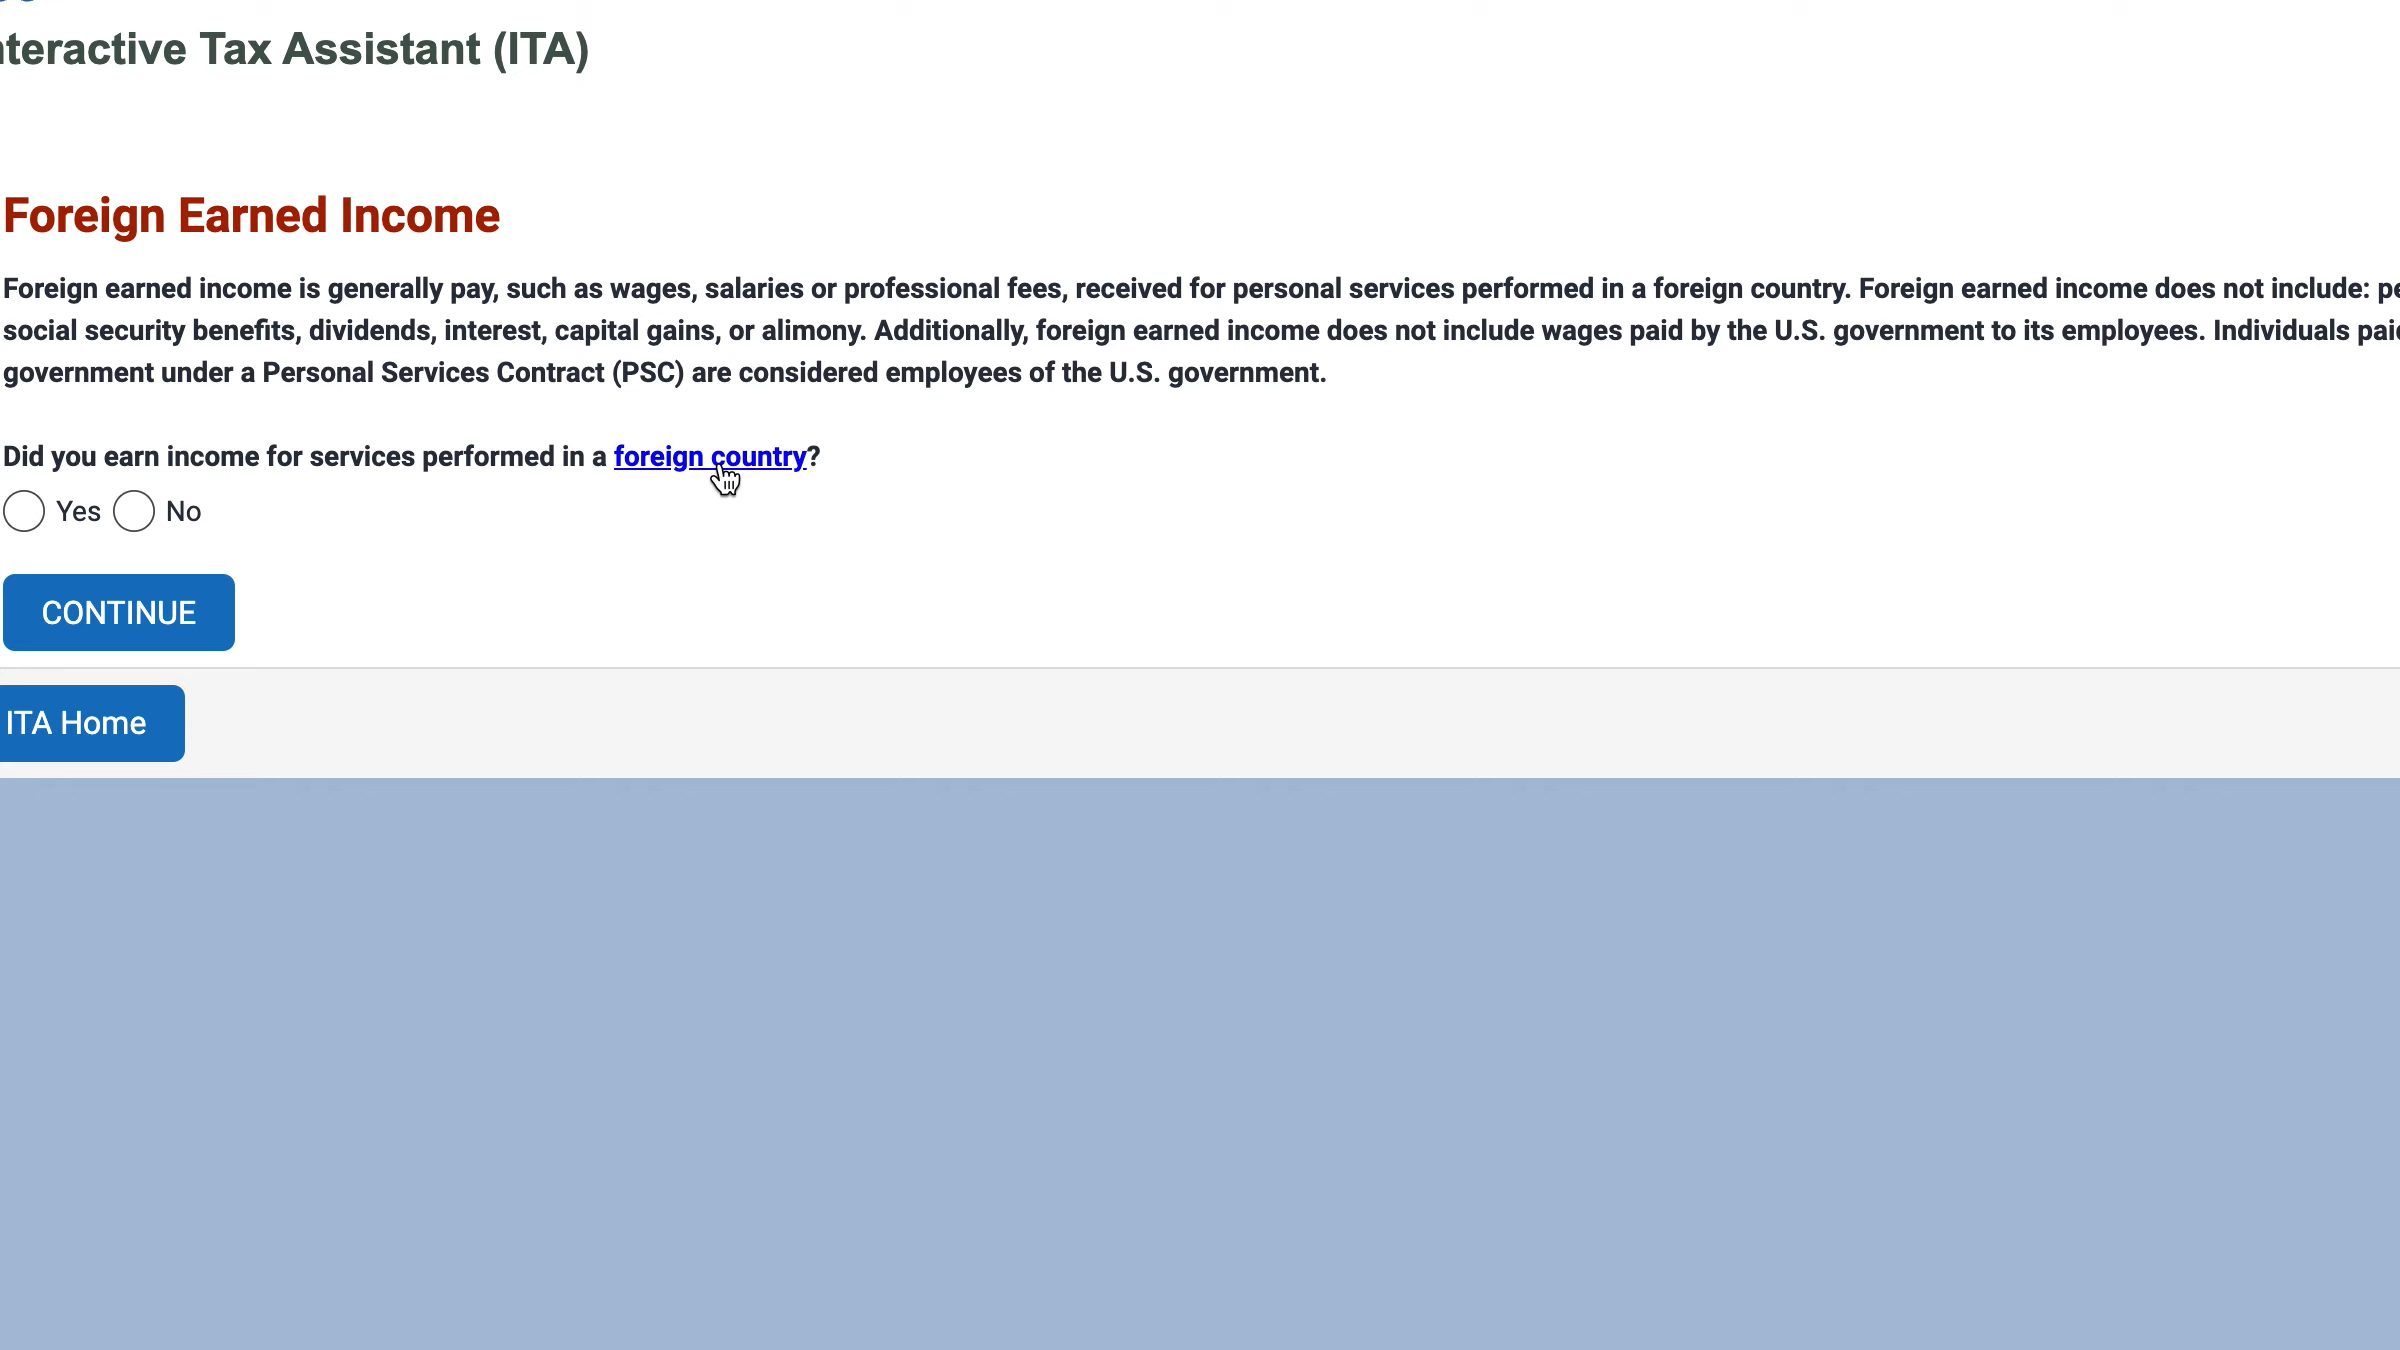 nteractive Tax Assistant (ITA)
Foreign Earned Income
Foreign earned income is generally pay, such as wages, salaries or professional fees, received for personal services performed in a foreign country. Foreign earned income does not include:
social security benefits, dividends, interest, capital gains, or alimony. Additionally, foreign earned income does not include wages paid by the U.S. government to its employees. Individuals
government under a Personal Services Contract (PSC) are considered employees of the U.S. government.
Did you earn income for services performed in a foreign country?
Yes No
CONTINUE
ITA Home